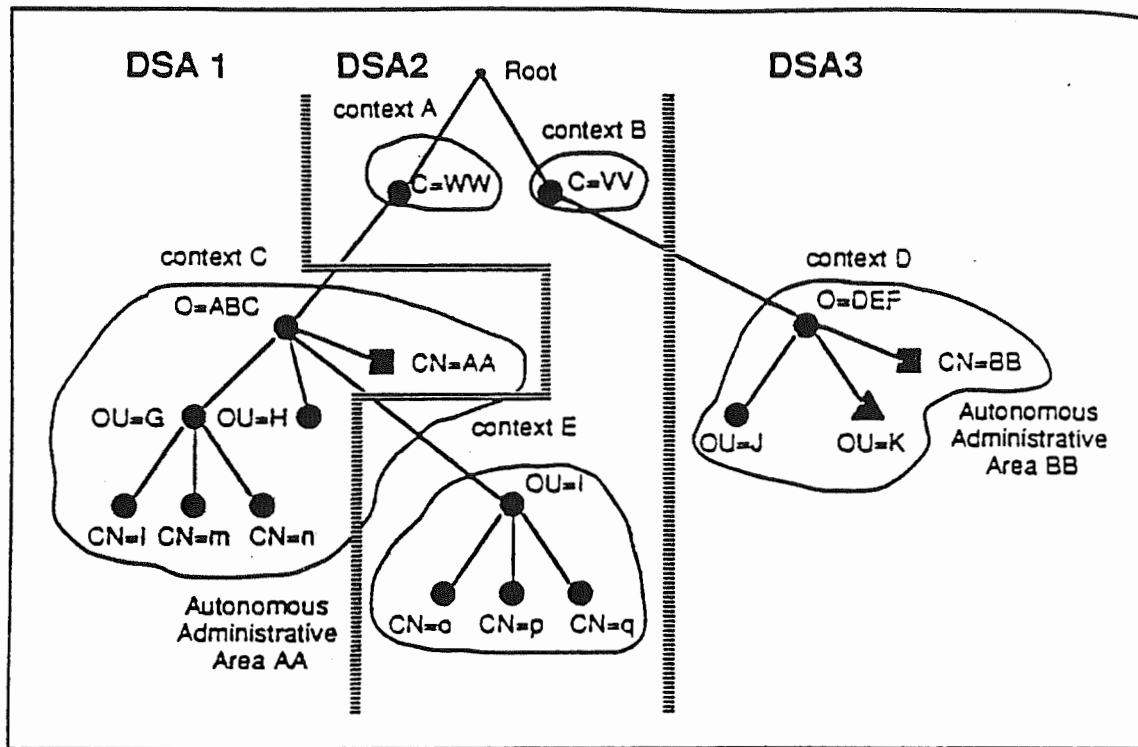 DSA 1
DSA2
Root
DSA3
context A
context B
C=WW
C=VV
context C
context D
O=ABC
O=DEF
CN=AA
CN=BB
OU=G
OU=H
context E
OU=J
OU=K
Autonomous
Administrative
Area BB
OU=I
CN=l
CN=m
CN=n
CN=o
CN=p
CN=q
Autonomous
Administrative
Area AA